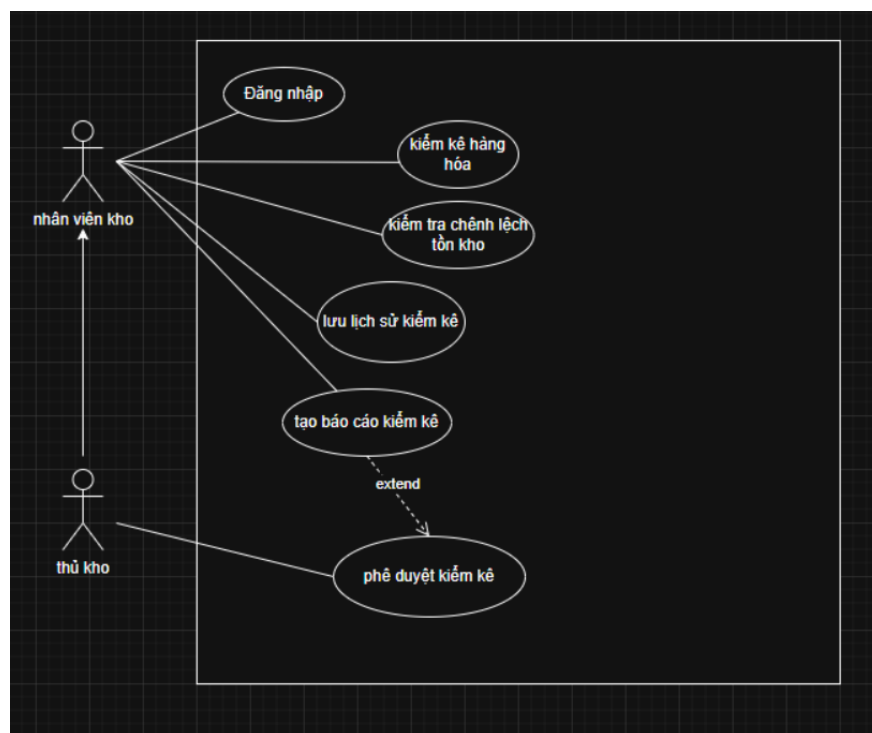 Đăng nhập
kiểm kê hàng
hóa
nhân viên kho
kiểm tra chênh lệch
tồn kho
lưu lịch sử kiểm kê
tạo báo cáo kiểm kê
extend
thủ kho
phê duyệt kiểm kê